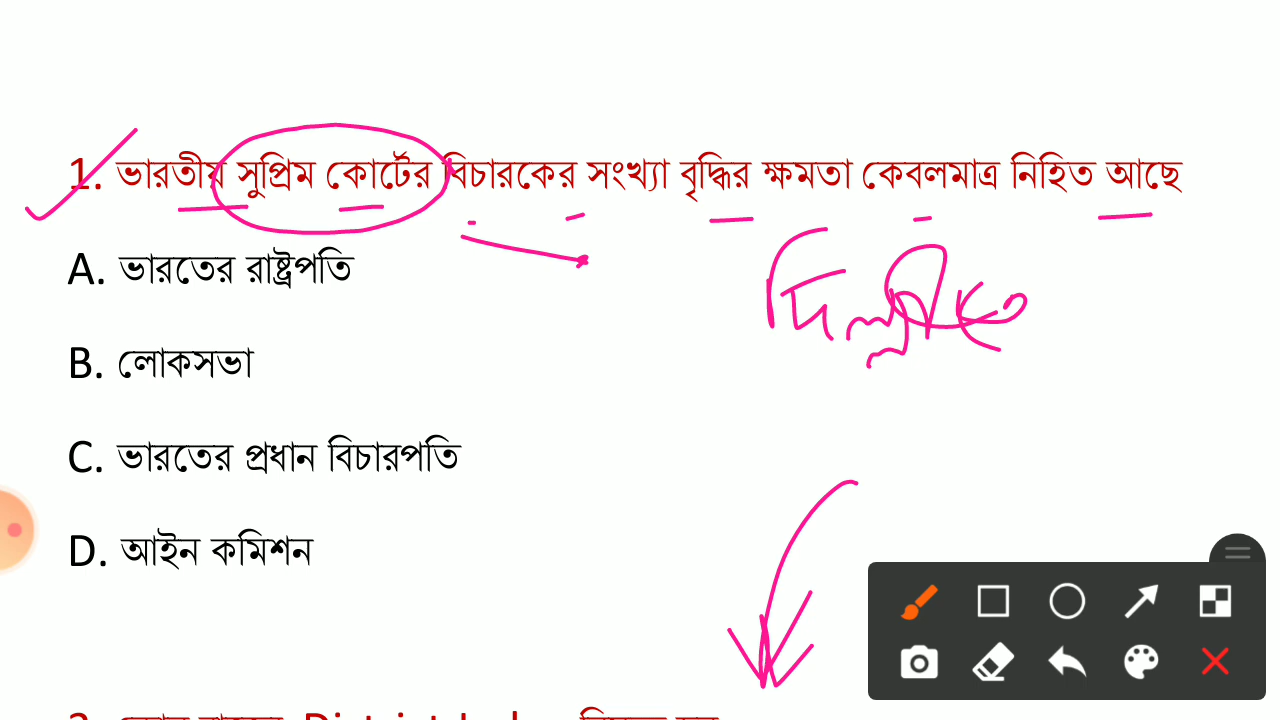 1. ভারতীয় সুপ্রিম কোর্টের বিচারকের সংখ্যা বৃদ্ধির ক্ষমতা কেবলমাত্র নিহিত আছে
A. ভারতের রাষ্ট্রপতি
দিল্লীতে
B. লোকসভা
C. ভারতের প্রধান বিচারপতি
D. আইন কমিশন